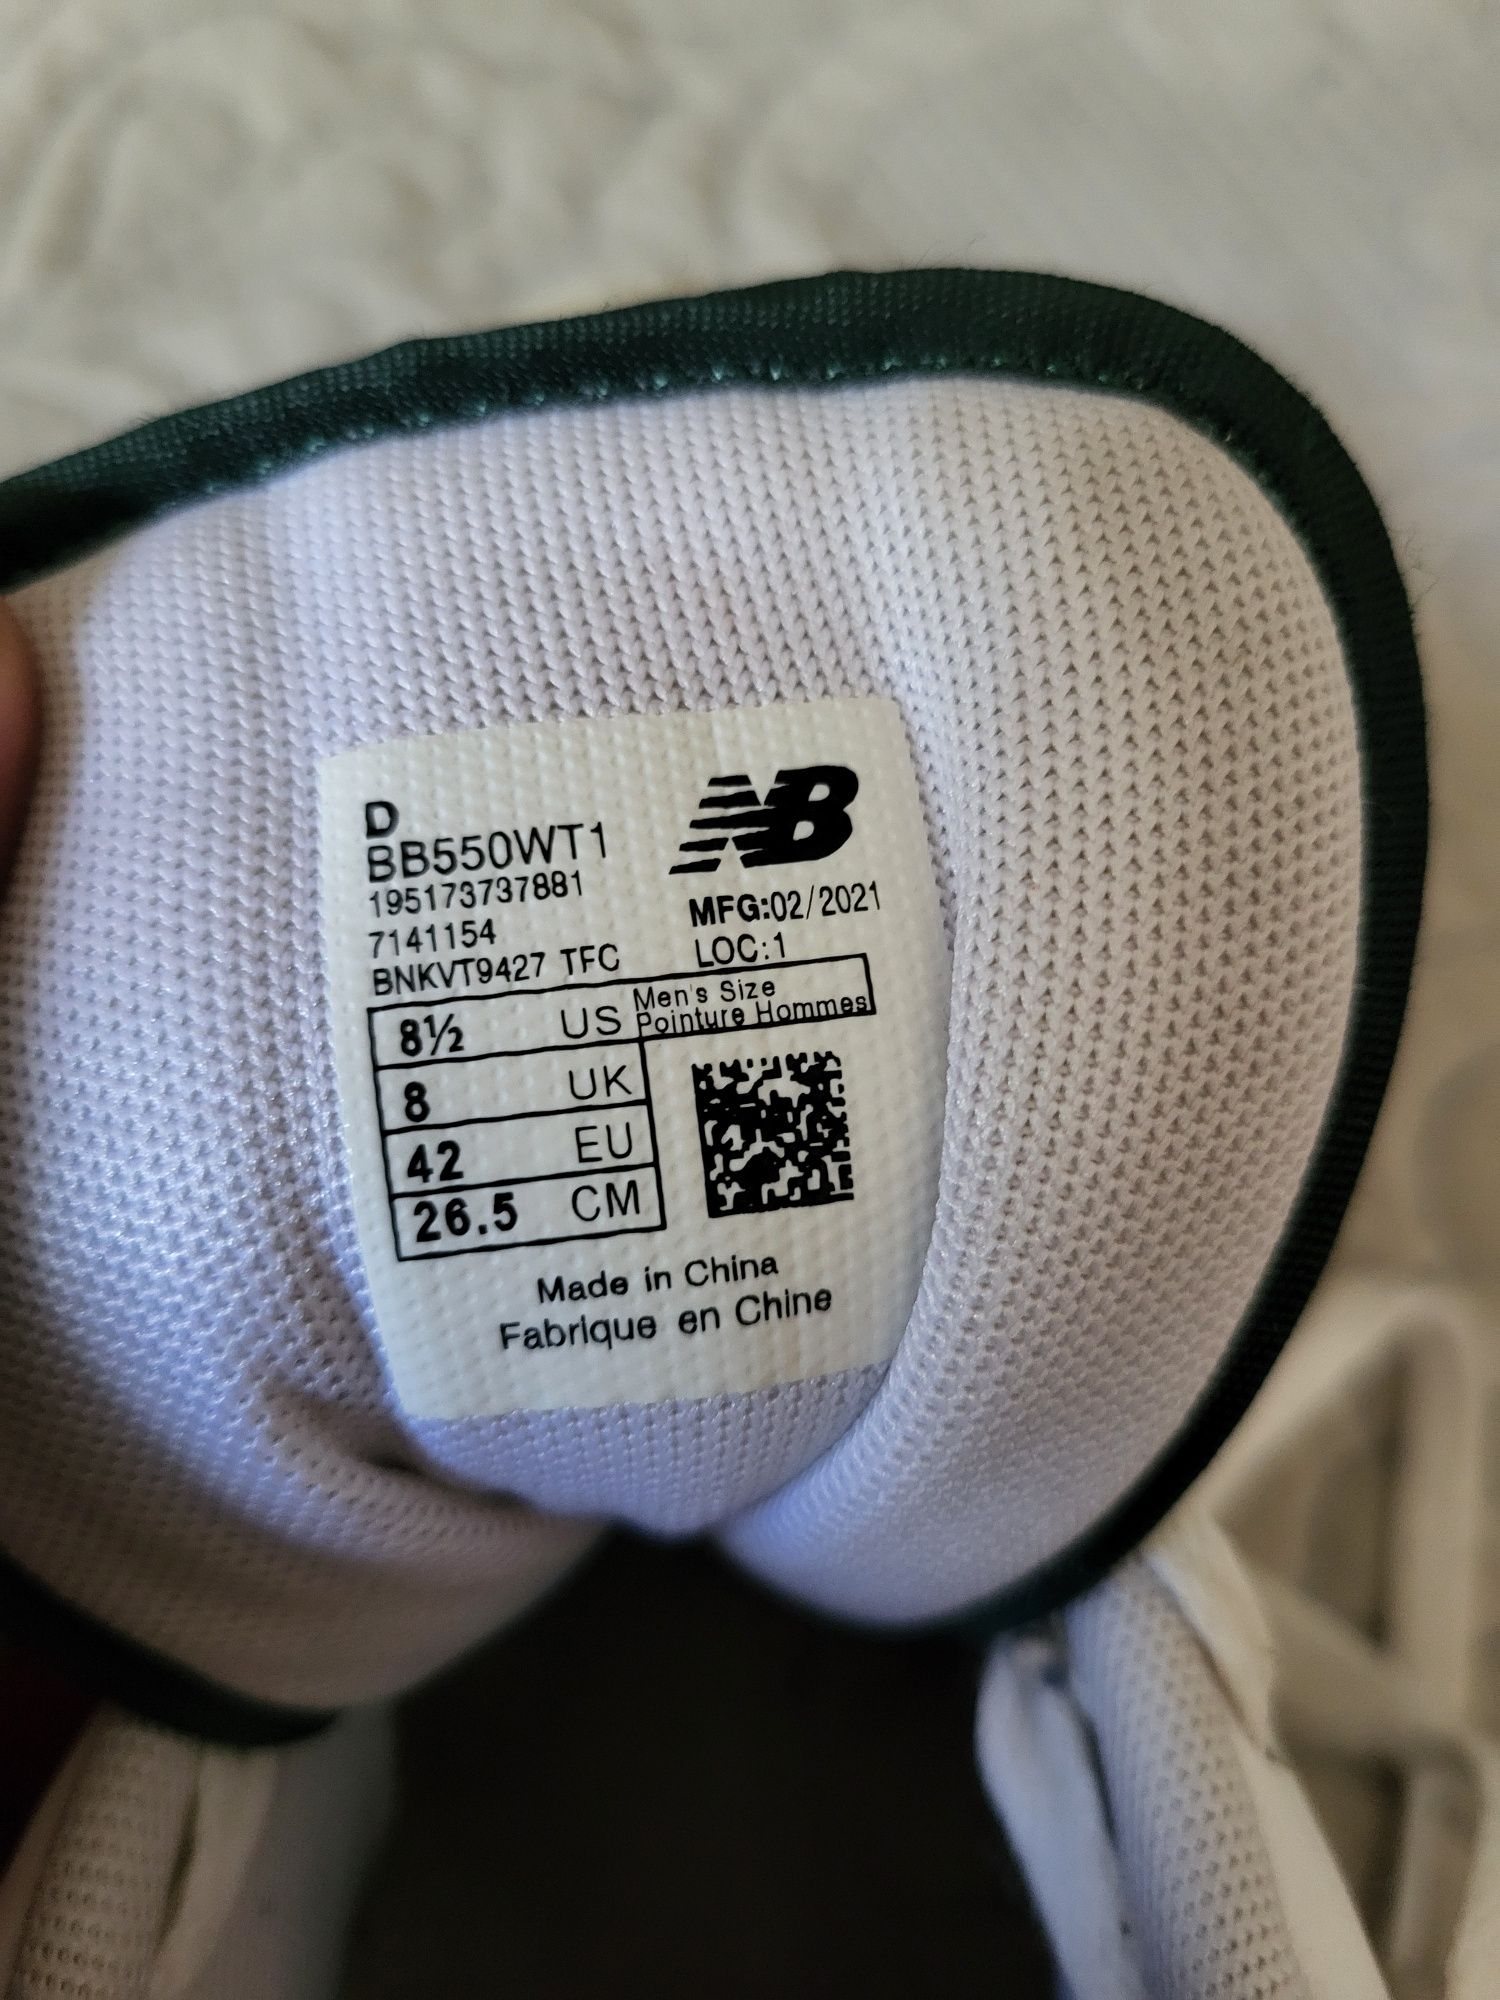 D
BB550WT1
195173737881
7141154
BNKVT9427 TFC
NB
MFG:02/2021
LOC:1
8½ US Men's Size
Pointure Hommes
8 UK
42 EU
26.5 CM
Made in China
Fabrique en Chine